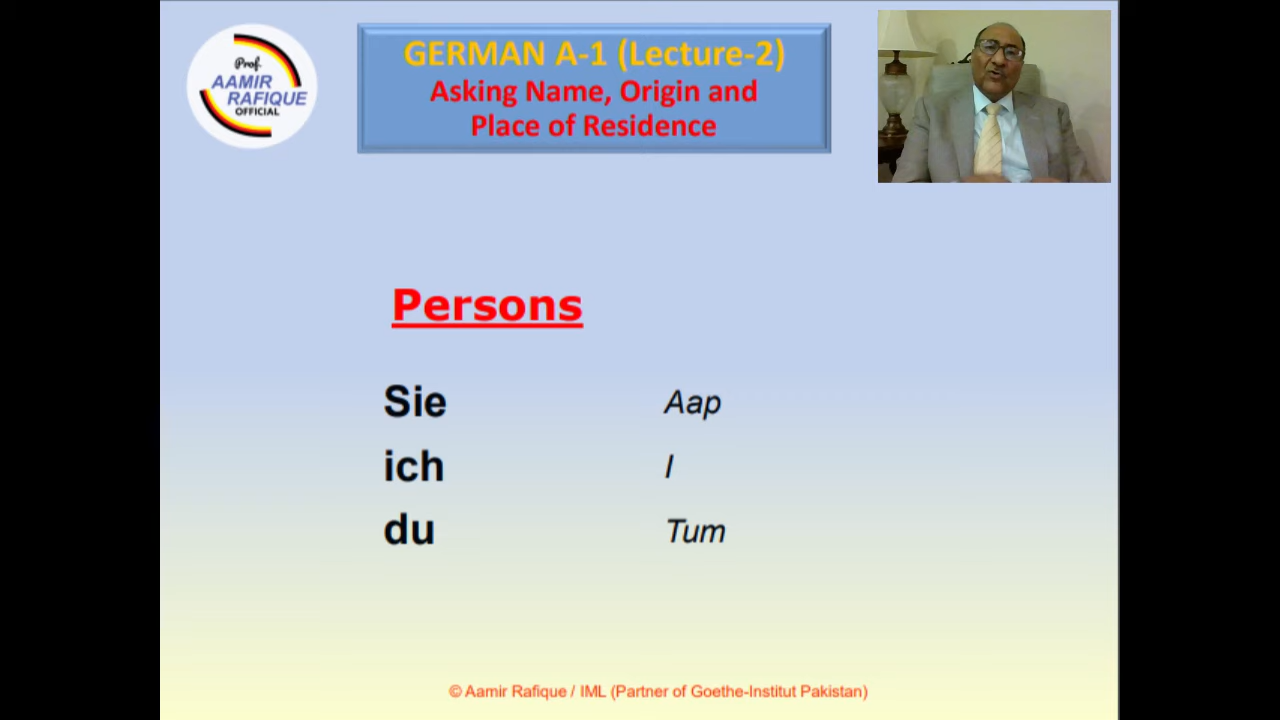 Prof.
AAMIR
RAFIQUE
OFFICIAL
GERMAN A-1 (Lecture-2)
Asking Name, Origin and
Place of Residence
Persons
Sie Aap
ich I
du Tum
© Aamir Rafique / IML (Partner of Goethe-Institut Pakistan)